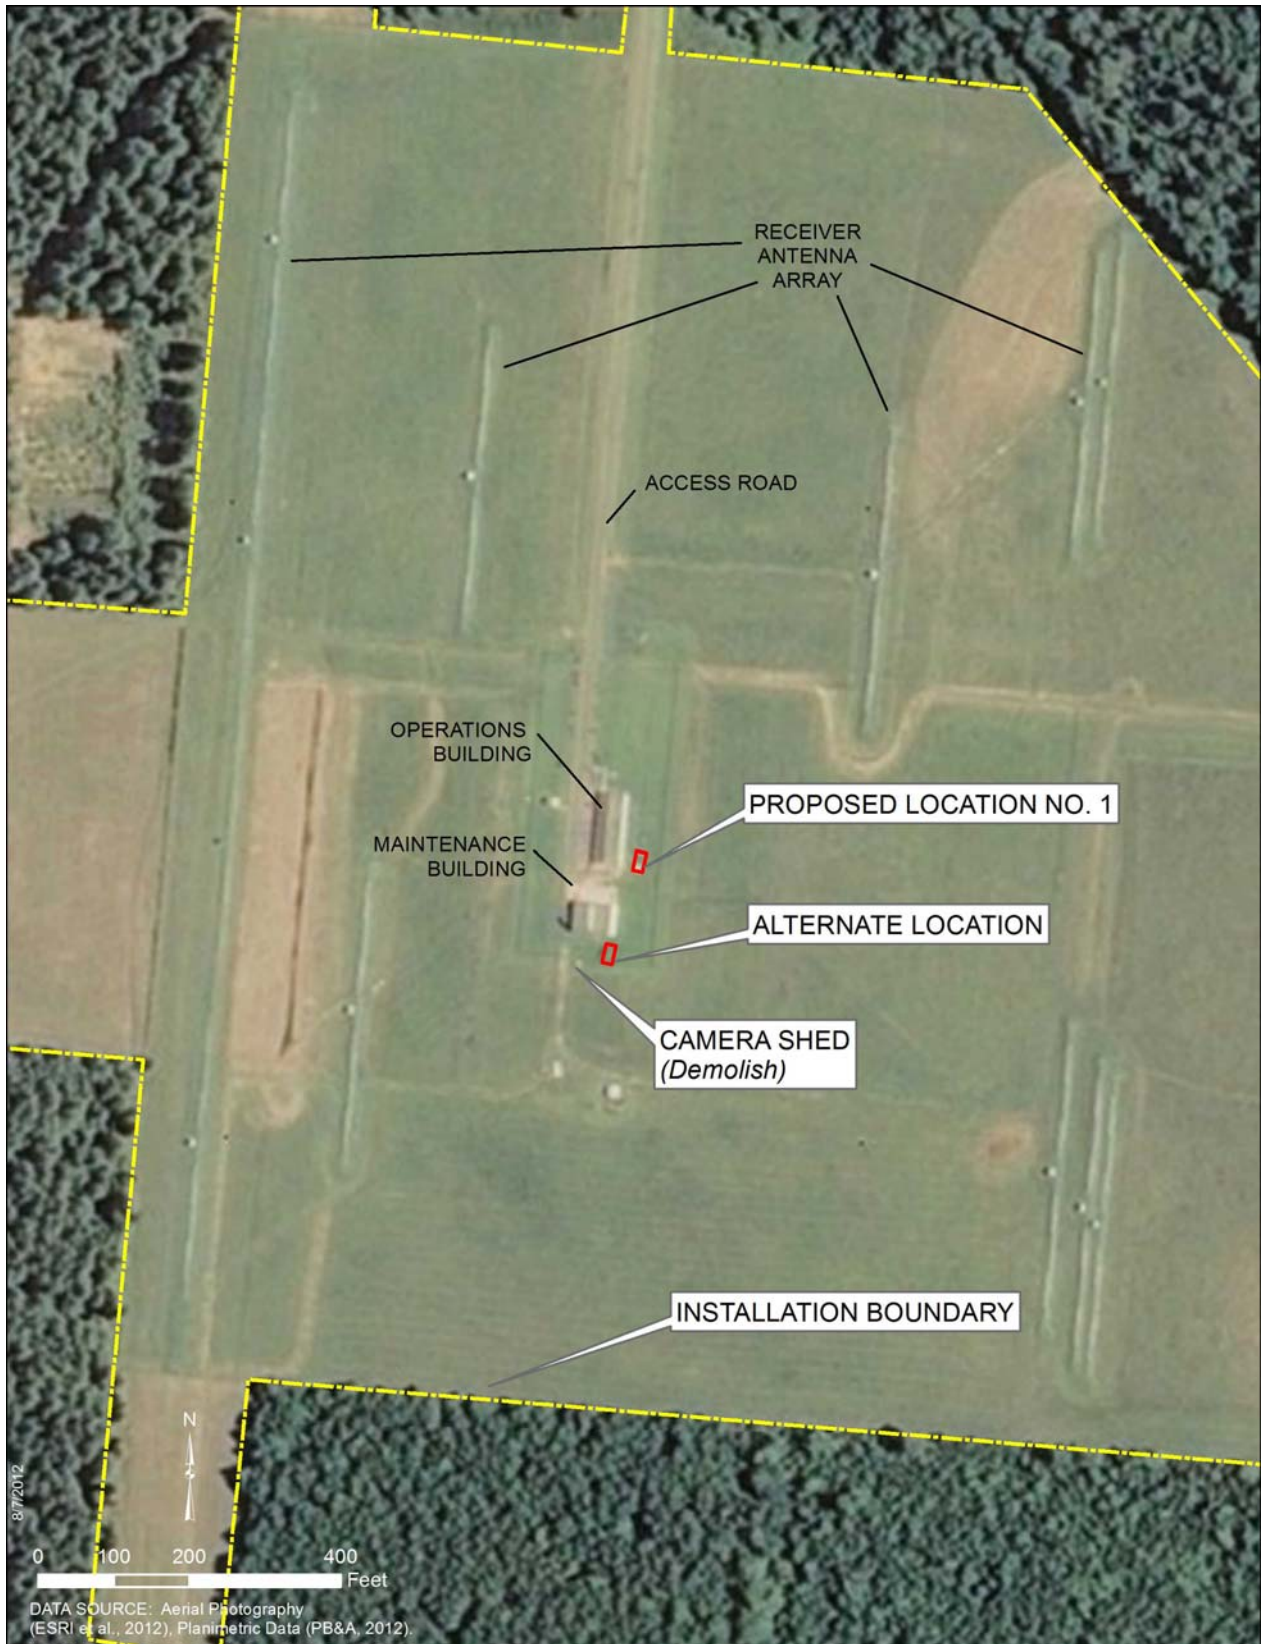 RECEIVER
ANTENNA
ARRAY
ACCESS ROAD
OPERATIONS
BUILDING
PROPOSED LOCATION NO. 1
MAINTENANCE
BUILDING
ALTERNATE LOCATION
CAMERA SHED
(Demolish)
INSTALLATION BOUNDARY
N
8/7/2012
0 100 200 400
Feet
DATA SOURCE: Aerial Photography
(ESRI et al., 2012), Planimetric Data (PB&A, 2012).